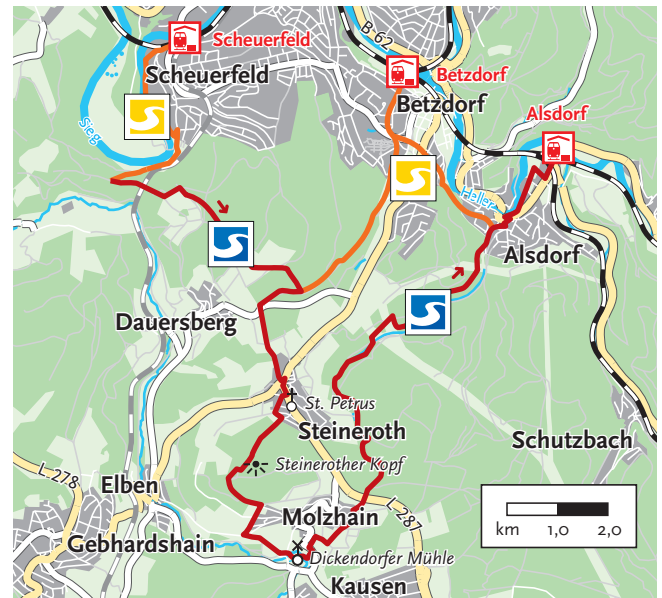 B 62
Scheuerfeld
Scheuerfeld
Betzdorf
Betzdorf
Alsdorf
Sieg
Heller
Alsdorf
Dauersberg
St. Petrus
Steineroth
Schutzbach
Steinerother Kopf
L 278
Elben
L 287
Molzhain
km 1,0 2,0
Gebhardshain
Dickendorfer Mühle
Kausen